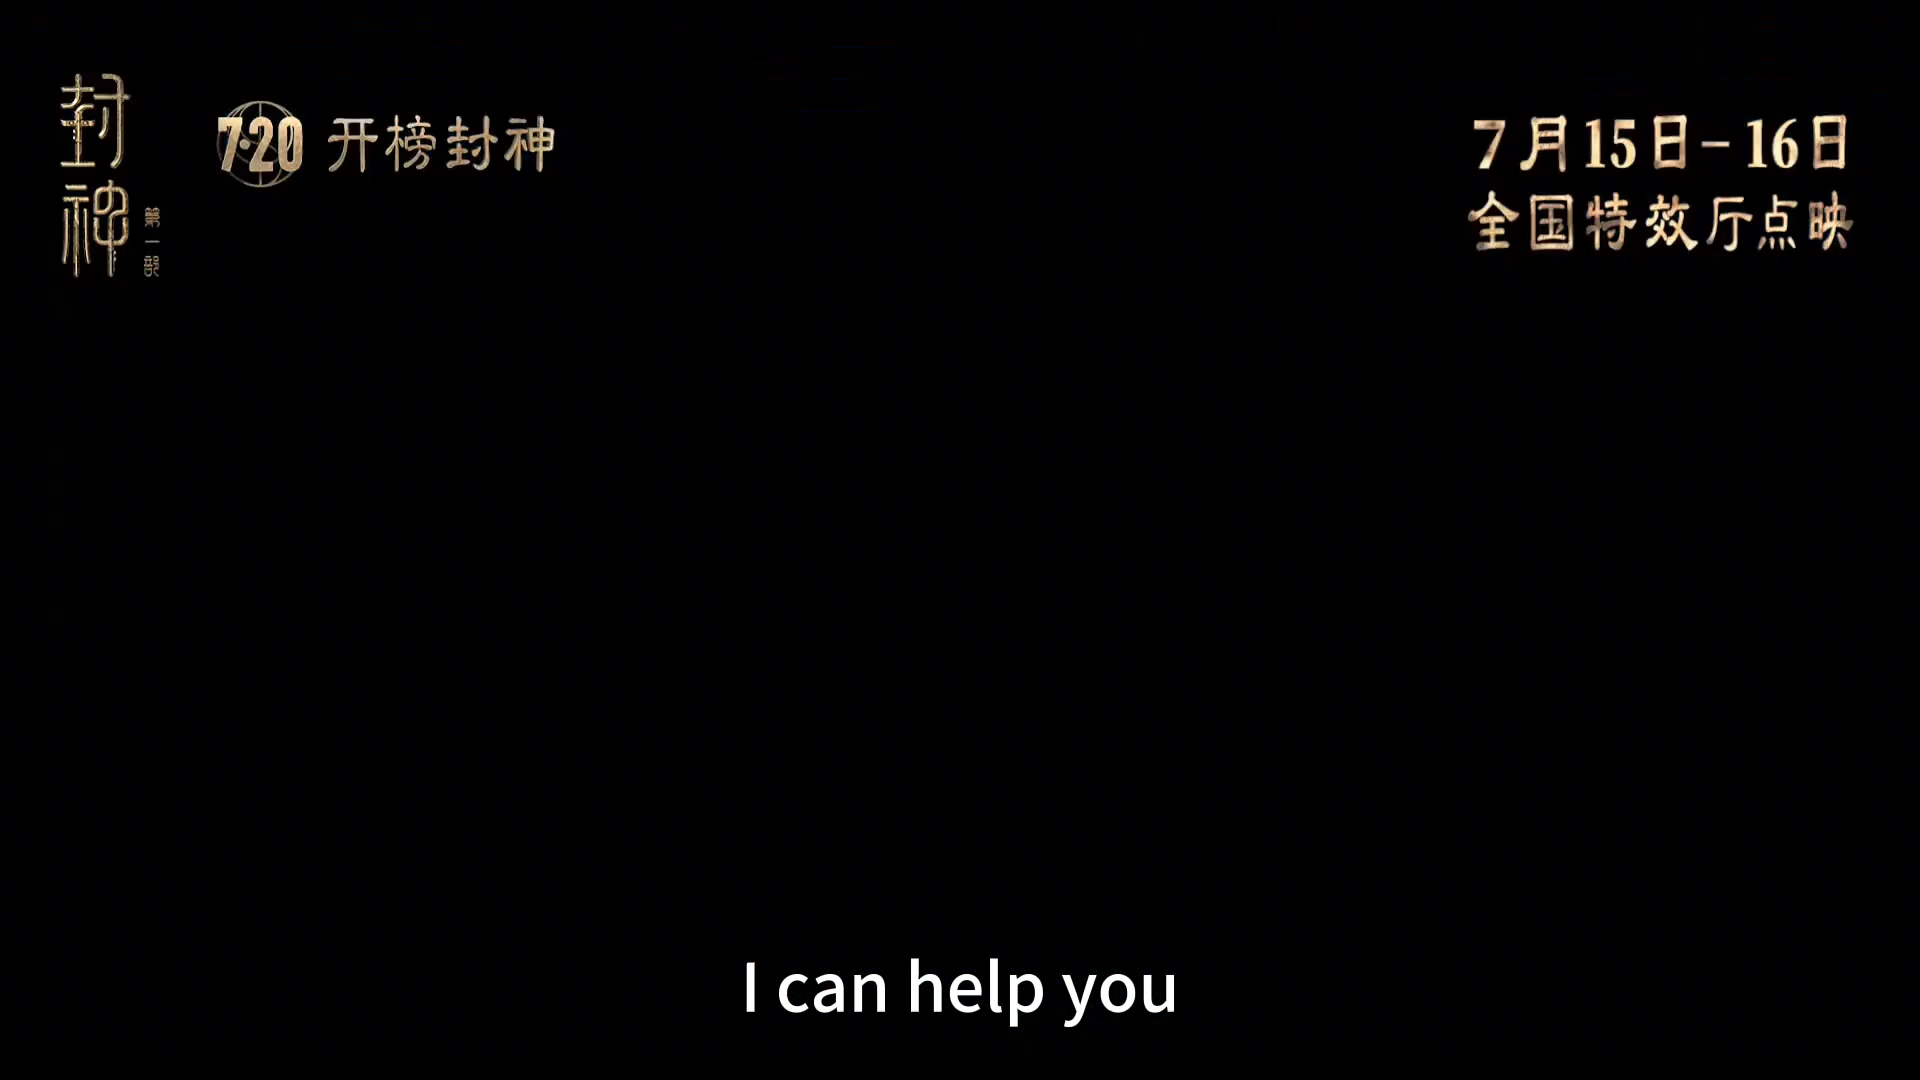 封神
第一部
7·20 开榜封神
7月15日-16日
全国特效厅点映
I can help you